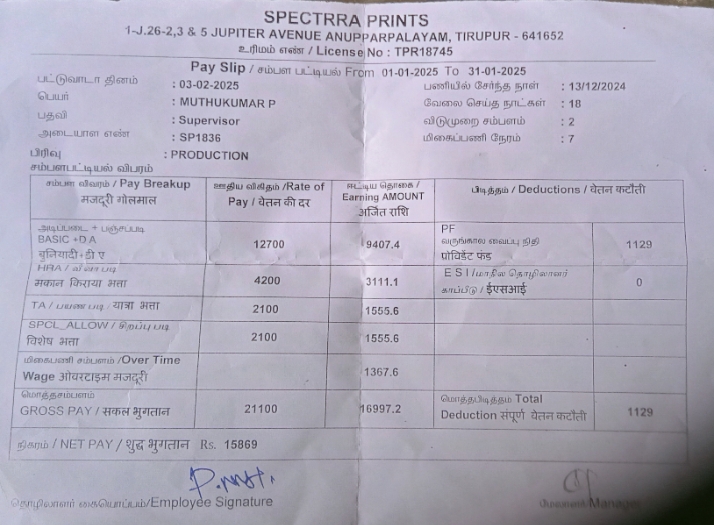 SPECTRRA PRINTS
1-J.26-2,3 & 5 JUPITER AVENUE ANUPPARPALAYAM, TIRUPUR - 641652
உரிமம் எண் / License No : TPR18745
Pay Slip / சம்பள பட்டியல் From 01-01-2025 To 31-01-2025
பட்டுவாடா தினம் : 03-02-2025 பணியில் சேர்ந்த நாள் : 13/12/2024
பெயர் : MUTHUKUMAR P வேலை செய்த நாட்கள் : 18
பதவி : Supervisor விடுமுறை சம்பளம் : 2
அடையாள எண் : SP1836 மிகைப்பணி நேரம் : 7
பிரிவு : PRODUCTION
சம்பளபட்டியல் விபரம்
சம்பள விவரம் / Pay Breakup ஊதிய விகிதம் /Rate of ஈட்டிய தொகை / பிடித்தம் / Deductions / वेतन कटौती
मजदूरी गोलमाल Pay / वेतन की दर Earning AMOUNT
अर्जित राशि
அடிப்படை + பஞ்சப்படி PF
BASIC +D A 12700 9407.4 வருங்கால வைப்பு நிதி 1129
बुनियादी+डी ए प्रोविडेंट फंड
HRA / வீ வா படி E S I /மாநில தொழிலாளர்
मकान किराया भत्ता 4200 3111.1 காப்பீடு / ईएसआई 0
TA / பயண படி / यात्रा भत्ता 2100 1555.6
SPCL_ALLOW / சிறப்பு படி
विशेष भत्ता 2100 1555.6
மிகைபணி சம்பளம் /Over Time
Wage ओवरटाइम मजदूरी 1367.6
மொத்தசம்பளம் மொத்தபிடித்தம் Total
GROSS PAY / सकल भुगतान 21100 16997.2 Deduction संपूर्ण वेतन कटौती 1129
நிகரம் / NET PAY / शुद्ध भुगतान Rs. 15869
தொழிலாளர் கையொப்பம்/Employee Signature Manager